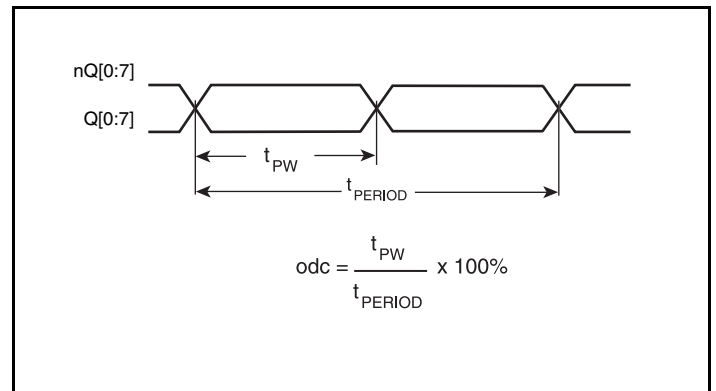 nQ[0:7]
Q[0:7]
tPW
tPERIOD
odc = tPW / tPERIOD x 100%